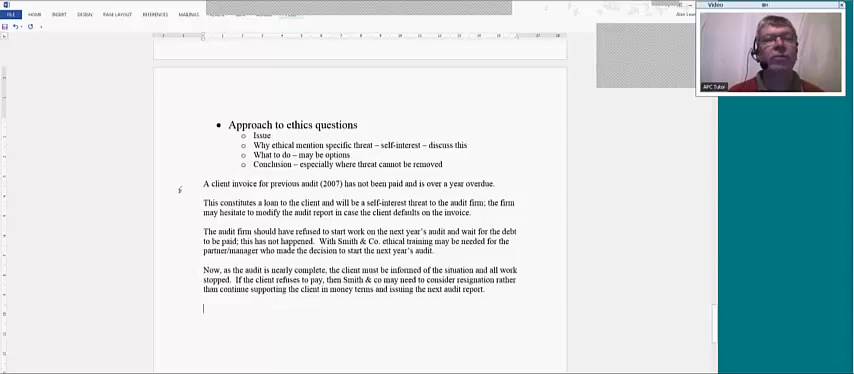 FILE HOME INSERT DESIGN PAGE LAYOUT REFERENCES MAILINGS
Video
APC Tutor
• Approach to ethics questions
o Issue
o Why ethical mention specific threat – self-interest – discuss this
o What to do – may be options
o Conclusion – especially where threat cannot be removed
A client invoice for previous audit (2007) has not been paid and is over a year overdue.
This constitutes a loan to the client and will be a self-interest threat to the audit firm; the firm
may hesitate to modify the audit report in case the client defaults on the invoice.
The audit firm should have refused to start work on the next year's audit and wait for the debt
to be paid; this has not happened. With Smith & Co. ethical training may be needed for the
partner/manager who made the decision to start the next year's audit.
Now, as the audit is nearly complete, the client must be informed of the situation and all work
stopped. If the client refuses to pay, then Smith & co may need to consider resignation rather
than continue supporting the client in money terms and issuing the next audit report.